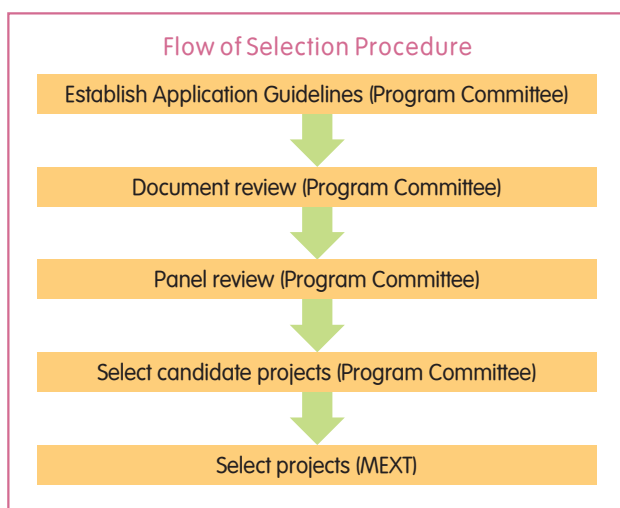 Flow of Selection Procedure
Establish Application Guidelines (Program Committee)
Document review (Program Committee)
Panel review (Program Committee)
Select candidate projects (Program Committee)
Select projects (MEXT)